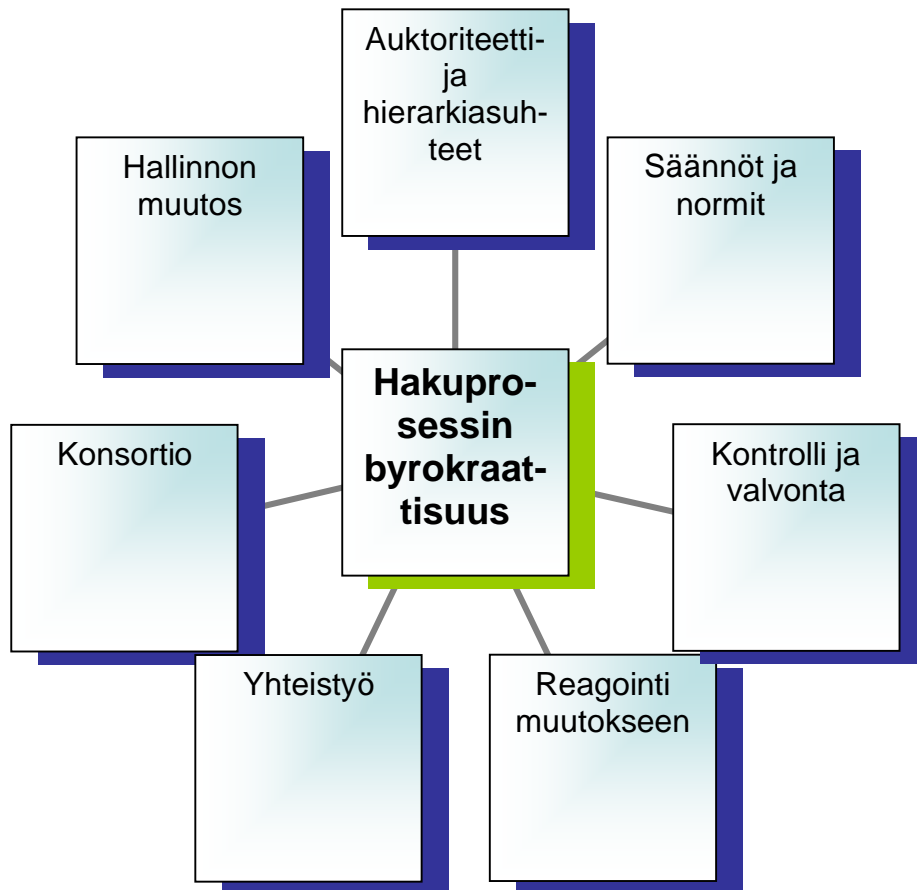 Auktoriteetti-
ja
hierarkiasuh-
teet
Hallinnon
muutos
Säännöt ja
normit
Hakupro-
sessin
byrokraat-
tisuus
Konsortio
Kontrolli ja
valvonta
Yhteistyö
Reagointi
muutokseen